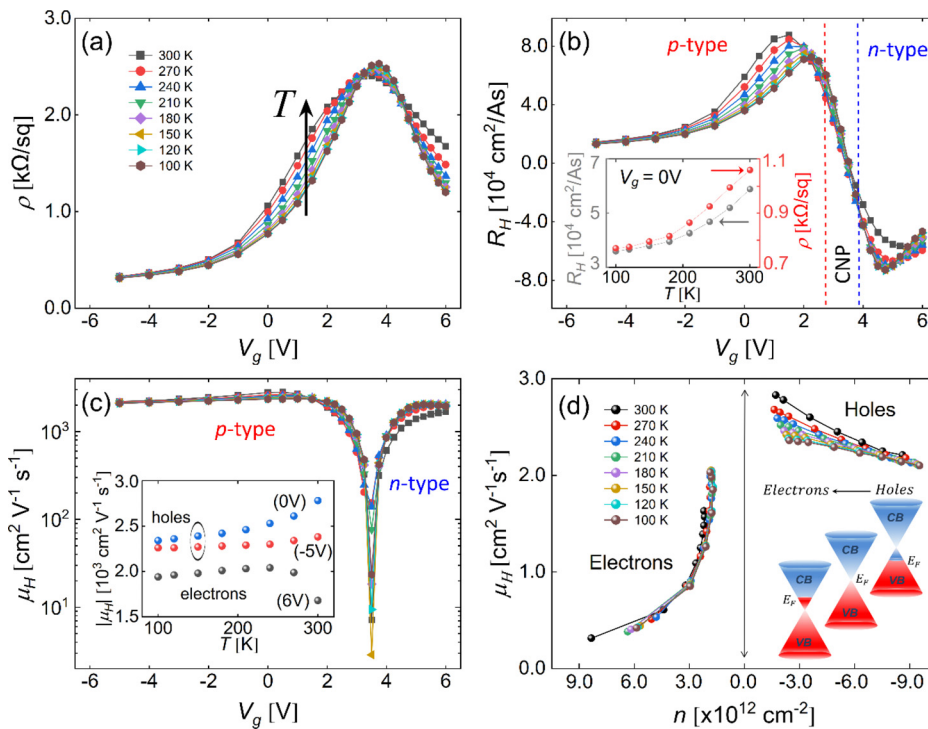 (a)
3.0
2.0
1.0
0.0
ρ [kΩ/sq]
300 K
270 K
240 K
210 K
180 K
150 K
120 K
100 K
T
-6 -4 -2 0 2 4 6
V_g [V]
(b)
p-type
n-type
8.0
4.0
0.0
-4.0
-8.0
R_H [10^4 cm^2/As]
V_g = 0V
7
5
3
R_H [10^4 cm^2/As]
1.1
0.9
0.7
ρ [kΩ/sq]
100 200 300
T [K]
CNP
-6 -4 -2 0 2 4 6
V_g [V]
(c)
p-type
n-type
10^3
10^2
10^1
μ_H [cm^2 V^-1 s^-1]
3.0
2.5
2.0
1.5
|μ_H| [10^3 cm^2 V^-1 s^-1]
holes
electrons
(0V)
(-5V)
(6V)
100 200 300
T [K]
-6 -4 -2 0 2 4 6
V_g [V]
(d)
3.0
2.0
1.0
0.0
μ_H [cm^2 V^-1 s^-1]
300 K
270 K
240 K
210 K
180 K
150 K
120 K
100 K
Holes
Electrons
Electrons ← Holes
CB
E_F
VB
CB
E_F
VB
CB
E_F
VB
9.0 6.0 3.0 0.0 -3.0 -6.0 -9.0
n [x10^12 cm^-2]